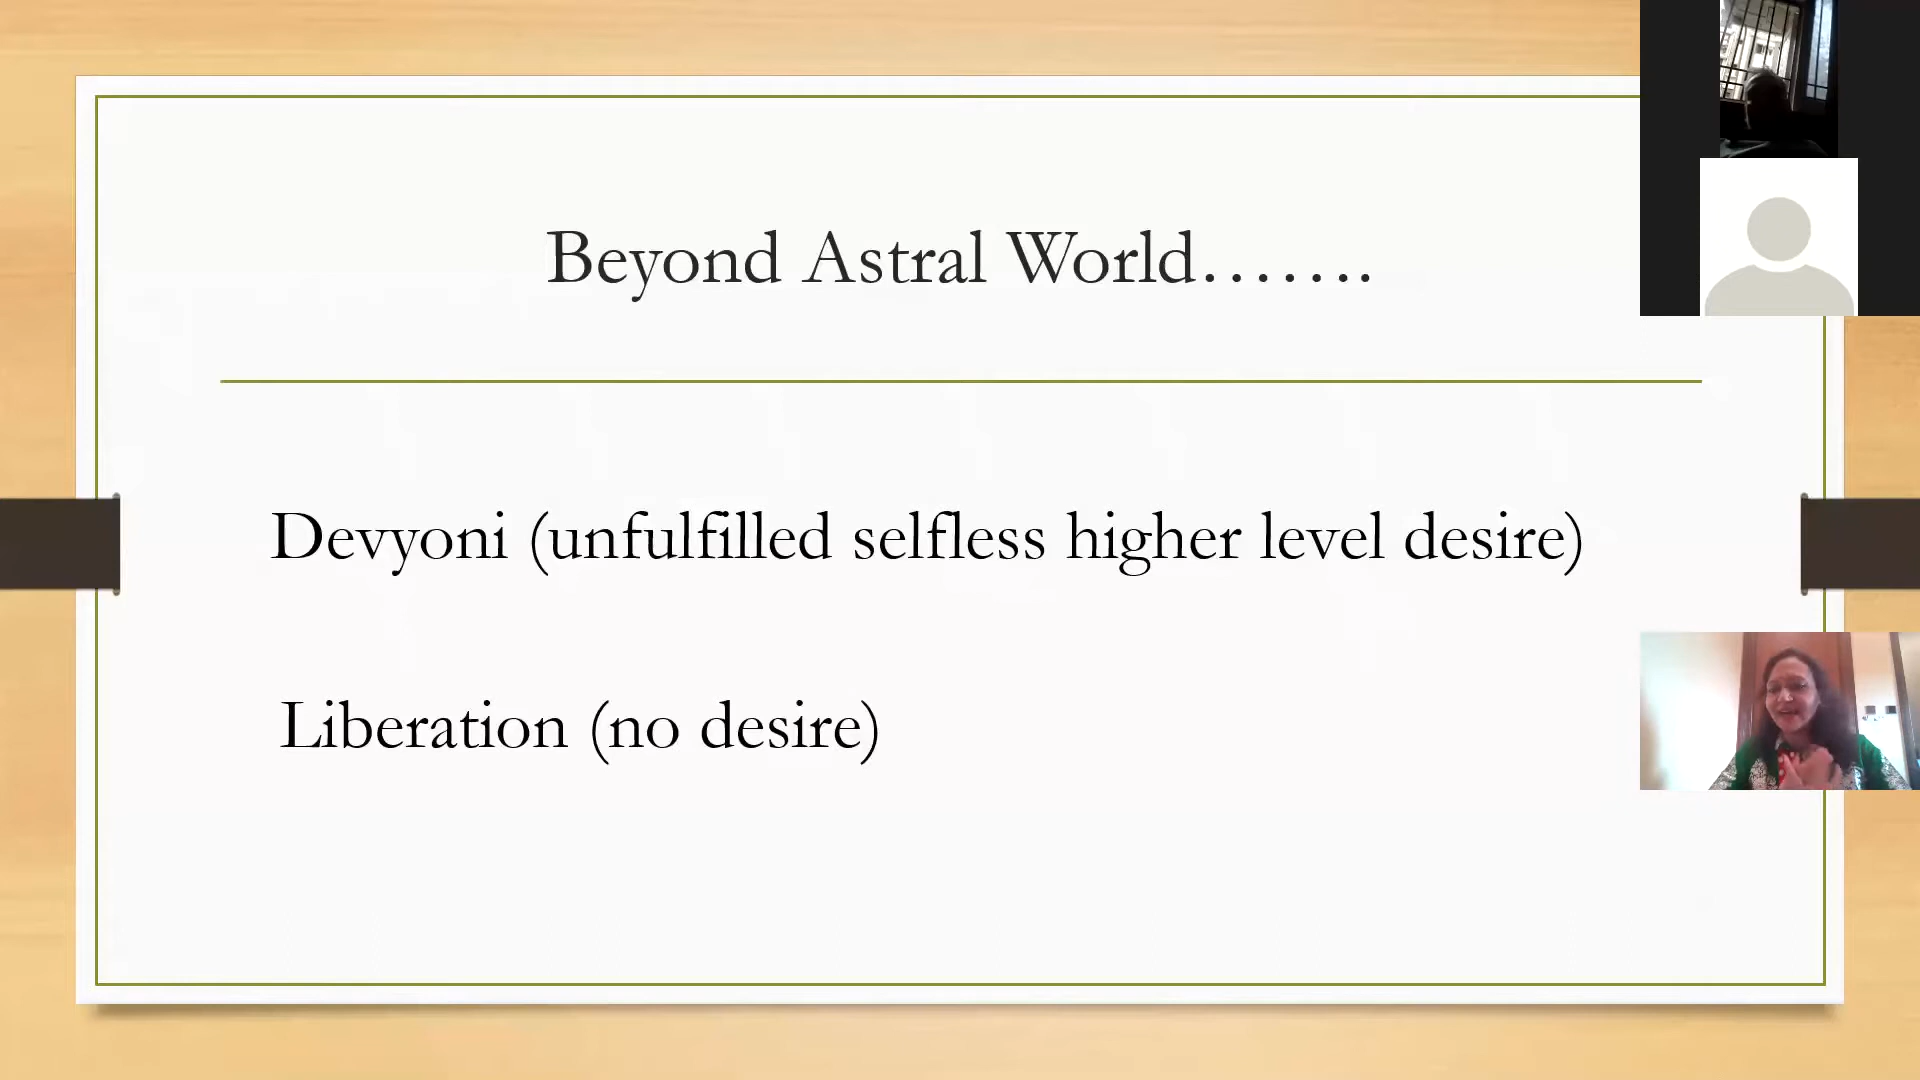 Beyond Astral World…….
Devyoni (unfulfilled selfless higher level desire)
Liberation (no desire)